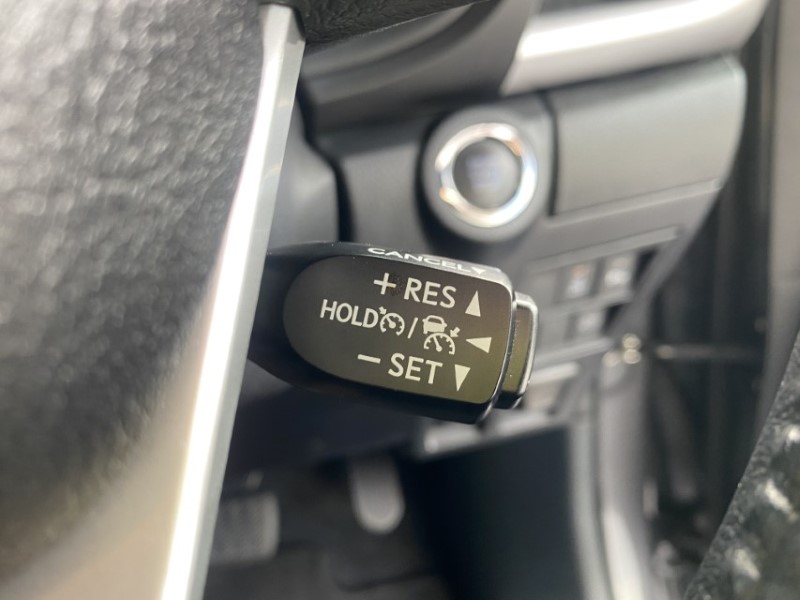 CANCEL▼
+ RES ▲
HOLD / ◀
− SET ▼